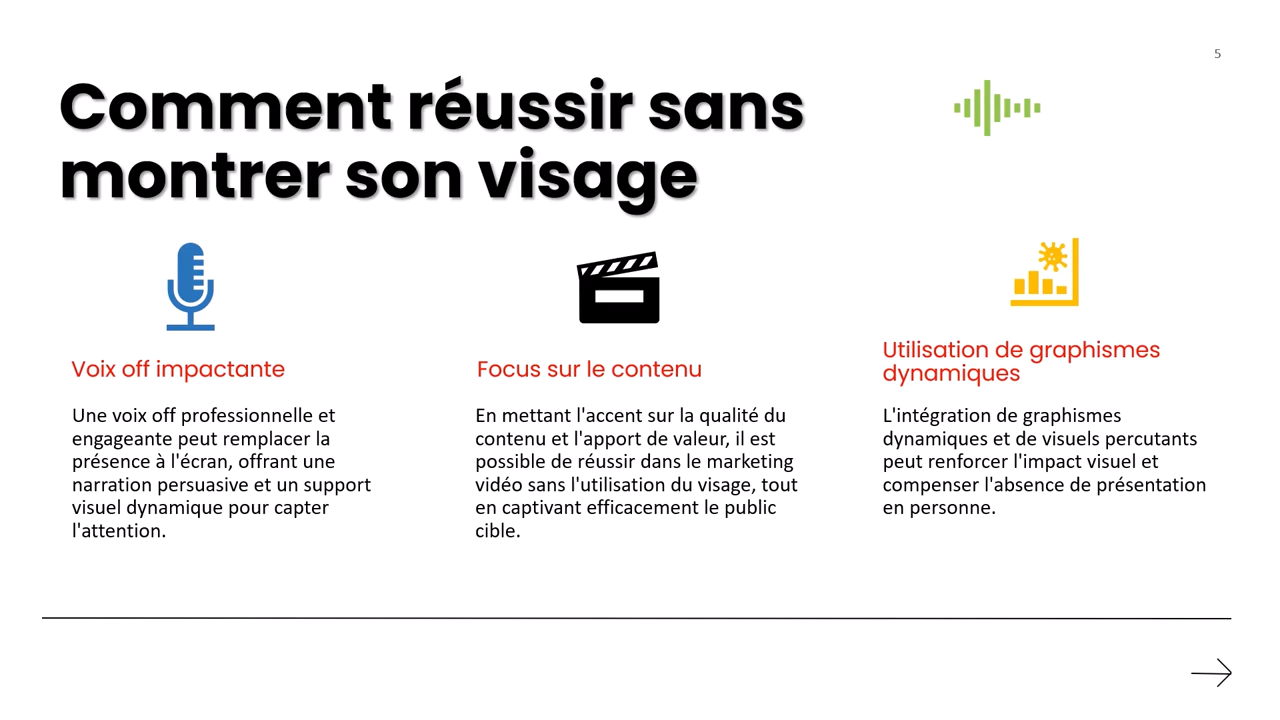 5
Comment réussir sans
montrer son visage
Voix off impactante
Une voix off professionnelle et
engageante peut remplacer la
présence à l'écran, offrant une
narration persuasive et un support
visuel dynamique pour capter
l'attention.
Focus sur le contenu
En mettant l'accent sur la qualité du
contenu et l'apport de valeur, il est
possible de réussir dans le marketing
vidéo sans l'utilisation du visage, tout
en captivant efficacement le public
cible.
Utilisation de graphismes
dynamiques
L'intégration de graphismes
dynamiques et de visuels percutants
peut renforcer l'impact visuel et
compenser l'absence de présentation
en personne.